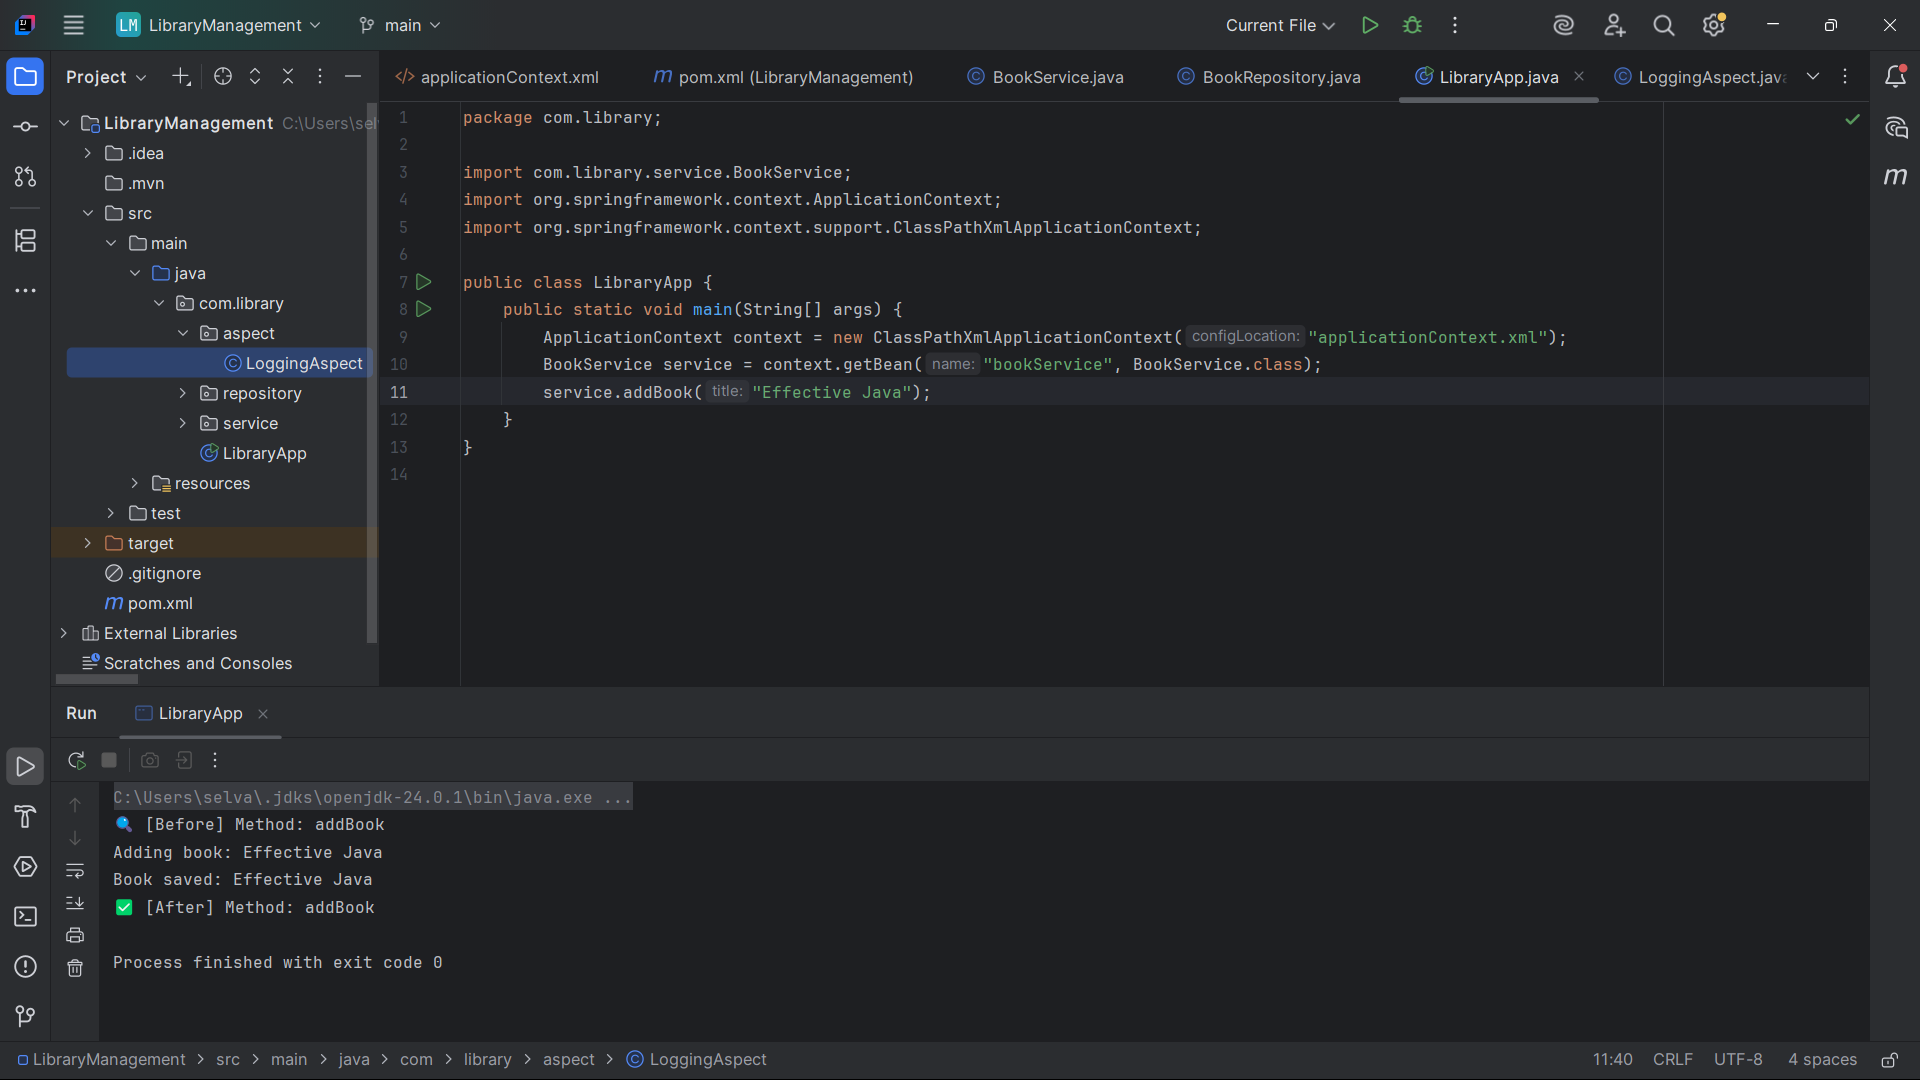 LM LibraryManagement
main
Current File
Project
applicationContext.xml
m pom.xml (LibraryManagement)
BookService.java
BookRepository.java
LibraryApp.java
LoggingAspect.java
LibraryManagement C:\Users\sel
.idea
.mvn
src
main
java
com.library
aspect
LoggingAspect
repository
service
LibraryApp
resources
test
target
.gitignore
m pom.xml
External Libraries
Scratches and Consoles
1 package com.library;
2
3 import com.library.service.BookService;
4 import org.springframework.context.ApplicationContext;
5 import org.springframework.context.support.ClassPathXmlApplicationContext;
6
7 public class LibraryApp {
8 public static void main(String[] args) {
9 ApplicationContext context = new ClassPathXmlApplicationContext( configLocation: "applicationContext.xml");
10 BookService service = context.getBean( name: "bookService", BookService.class);
11 service.addBook( title: "Effective Java");
12 }
13 }
14
m
Run
LibraryApp
C:\Users\selva\.jdks\openjdk-24.0.1\bin\java.exe ...
🔍 [Before] Method: addBook
Adding book: Effective Java
Book saved: Effective Java
✅ [After] Method: addBook
Process finished with exit code 0
LibraryManagement > src > main > java > com > library > aspect > LoggingAspect
11:40 CRLF UTF-8 4 spaces